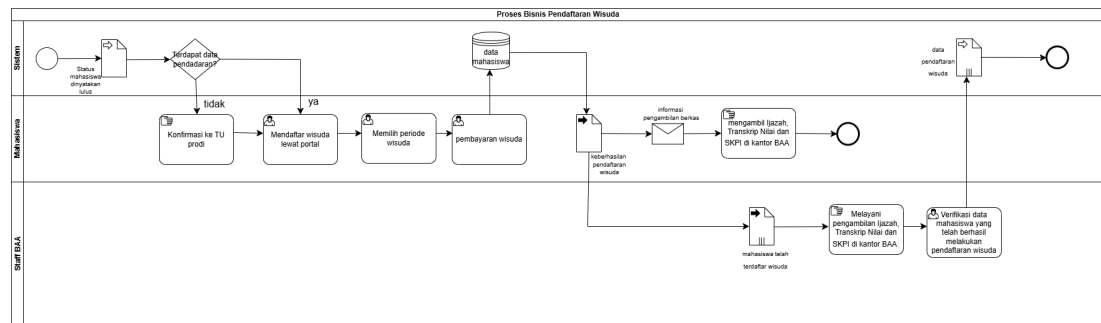 Proses Bisnis Pendaftaran Wisuda
Sistem
Status
mahasiswa
dinyatakan
lulus
Terdapat data
pendadaran?
data
mahasiswa
data
pendaftaran
wisuda
tidak
ya
Mahasiswa
Konfirmasi ke TU
prodi
Mendaftar wisuda
lewat portal
Memilih periode
wisuda
pembayaran wisuda
keberhasilan
pendaftaran
wisuda
informasi
pengambilan berkas
mengambil Ijazah,
Transkrip Nilai dan
SKPI di kantor BAA
Staff BAA
mahasiswa telah
terdaftar wisuda
Melayani
pengambilan Ijazah,
Transkrip Nilai dan
SKPI di kantor BAA
Verifikasi data
mahasiswa yang
telah berhasil
melakukan
pendaftaran wisuda